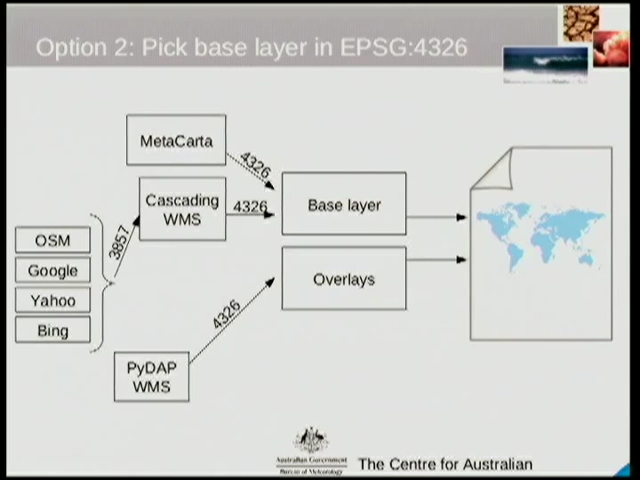 Option 2: Pick base layer in EPSG:4326
MetaCarta
4326
Cascading
WMS
4326
Base layer
3857
OSM
Google
Yahoo
Bing
Overlays
4326
PyDAP
WMS
Australian Government
Bureau of Meteorology
The Centre for Australian